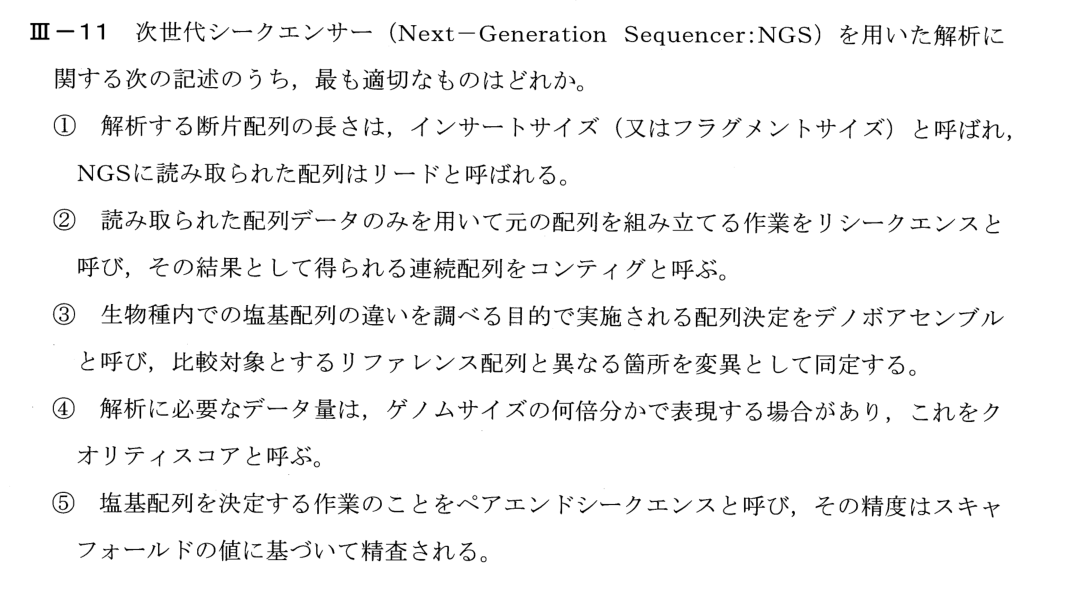 Ⅲ－11　次世代シークエンサー（Next－Generation Sequencer:NGS）を用いた解析に
関する次の記述のうち，最も適切なものはどれか。
①　解析する断片配列の長さは，インサートサイズ（又はフラグメントサイズ）と呼ばれ，
NGSに読み取られた配列はリードと呼ばれる。
②　読み取られた配列データのみを用いて元の配列を組み立てる作業をリシークエンスと
呼び，その結果として得られる連続配列をコンティグと呼ぶ。
③　生物種内での塩基配列の違いを調べる目的で実施される配列決定をデノボアセンブル
と呼び，比較対象とするリファレンス配列と異なる箇所を変異として同定する。
④　解析に必要なデータ量は，ゲノムサイズの何倍分かで表現する場合があり，これをク
オリティスコアと呼ぶ。
⑤　塩基配列を決定する作業のことをペアエンドシークエンスと呼び，その精度はスキャ
フォールドの値に基づいて精査される。